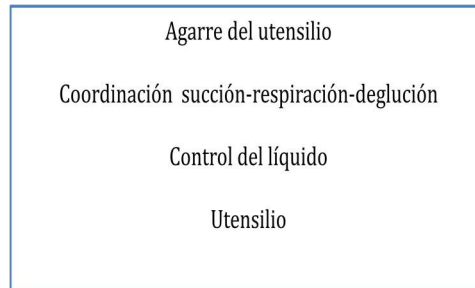 Agarre del utensilio
Coordinación succión-respiración-deglución
Control del líquido
Utensilio